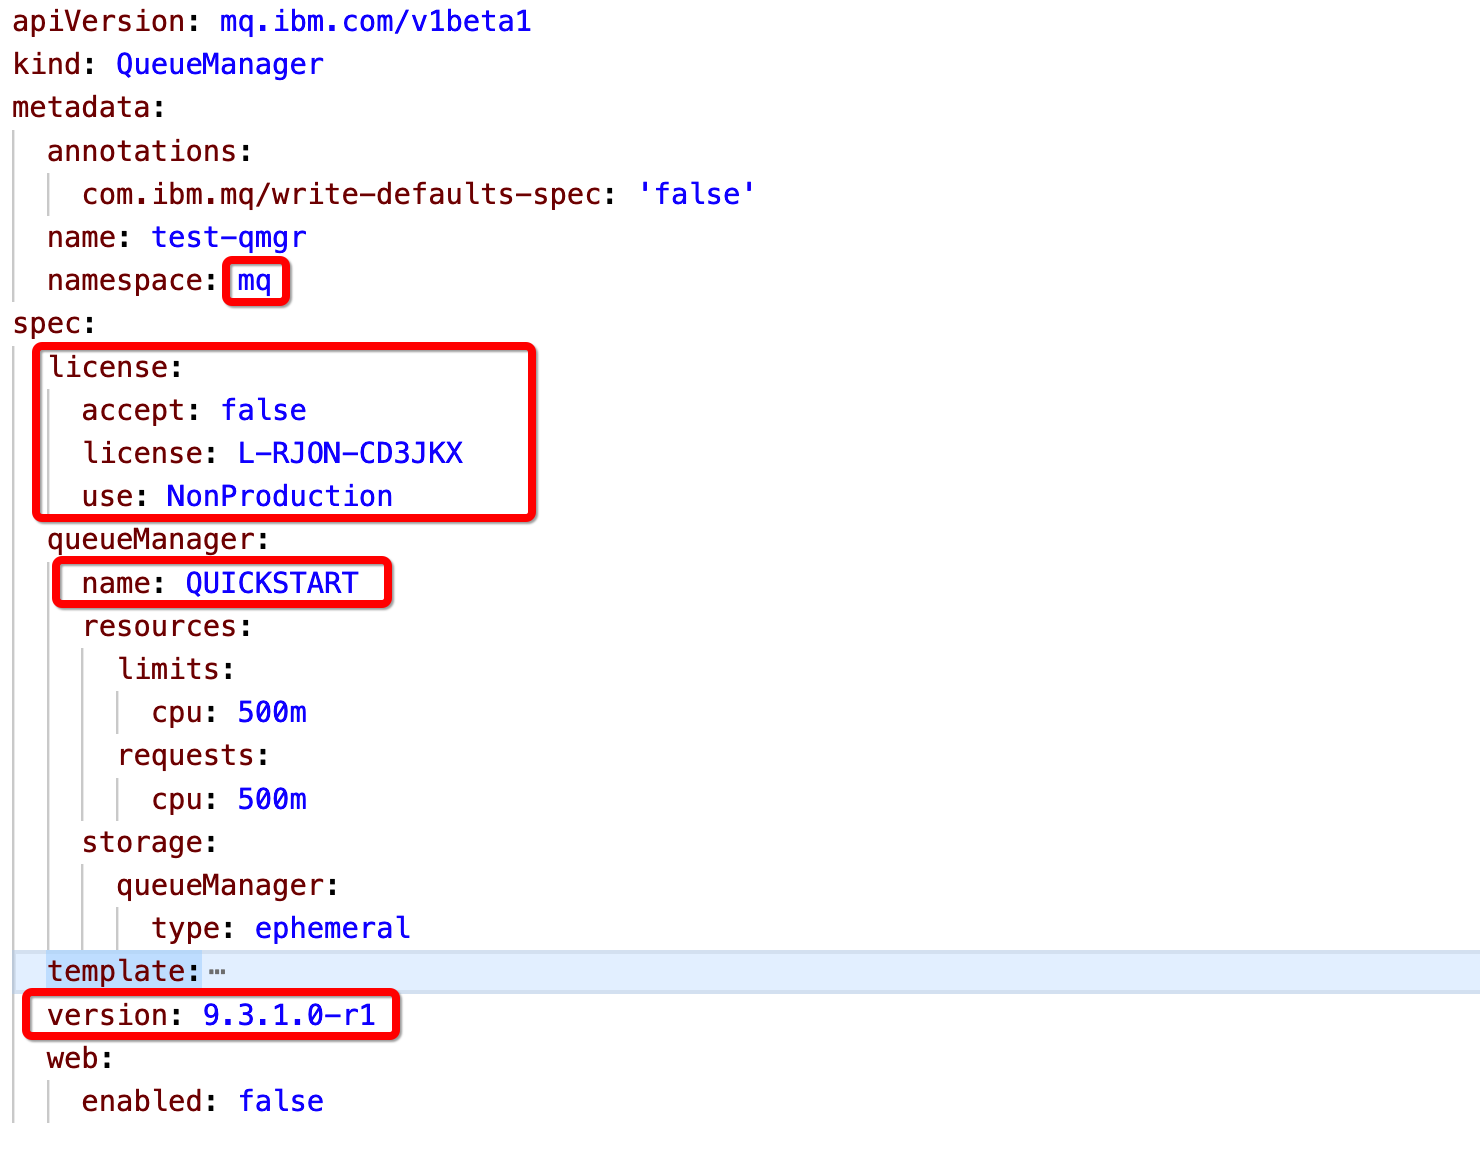 apiVersion: mq.ibm.com/v1beta1
kind: QueueManager
metadata:
  annotations:
    com.ibm.mq/write-defaults-spec: 'false'
  name: test-qmgr
  namespace: mq
spec:
  license:
    accept: false
    license: L-RJON-CD3JKX
    use: NonProduction
  queueManager:
    name: QUICKSTART
    resources:
      limits:
        cpu: 500m
      requests:
        cpu: 500m
    storage:
      queueManager:
        type: ephemeral
  template:⋯
  version: 9.3.1.0-r1
  web:
    enabled: false